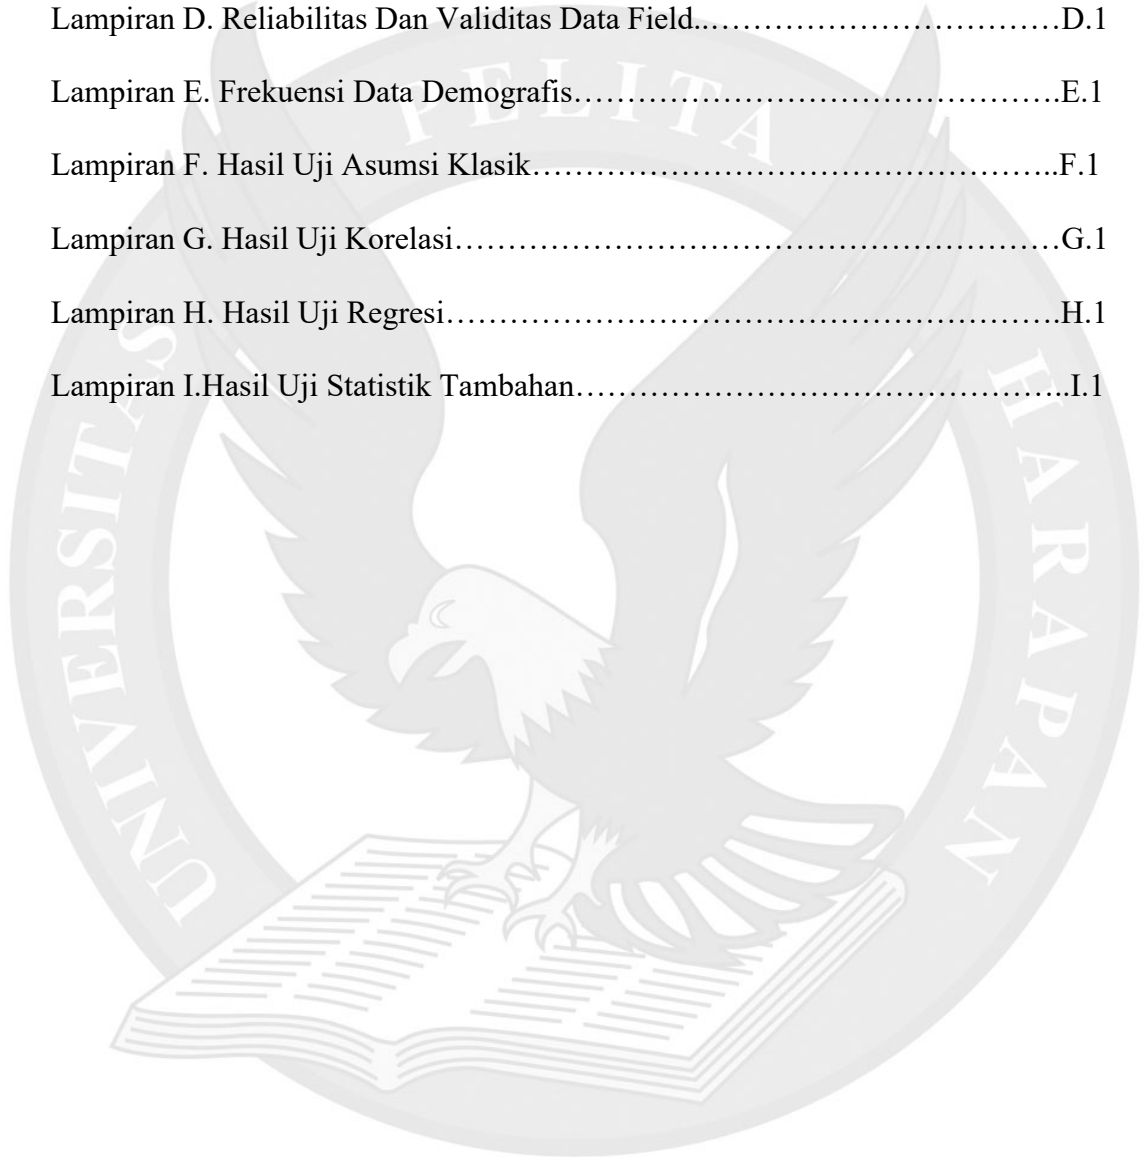 Lampiran D. Reliabilitas Dan Validitas Data Field..……………………………D.1
Lampiran E. Frekuensi Data Demografis……………………………………….E.1
Lampiran F. Hasil Uji Asumsi Klasik…………………………………………..F.1
Lampiran G. Hasil Uji Korelasi…………………………………………………G.1
Lampiran H. Hasil Uji Regresi………………………………………………….H.1
Lampiran I.Hasil Uji Statistik Tambahan………………………………………..I.1
UNIVERSITAS PELITA HARAPAN